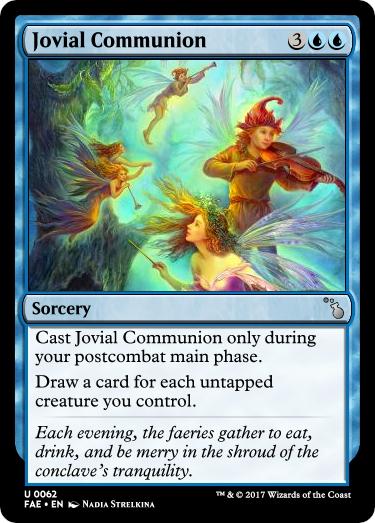 Jovial Communion 3
Sorcery
Cast Jovial Communion only during
your postcombat main phase.
Draw a card for each untapped
creature you control.
Each evening, the faeries gather to eat,
drink, and be merry in the shroud of the
conclave's tranquility.
U 0062
FAE • EN Nadia Strelkina
™ & © 2017 Wizards of the Coast